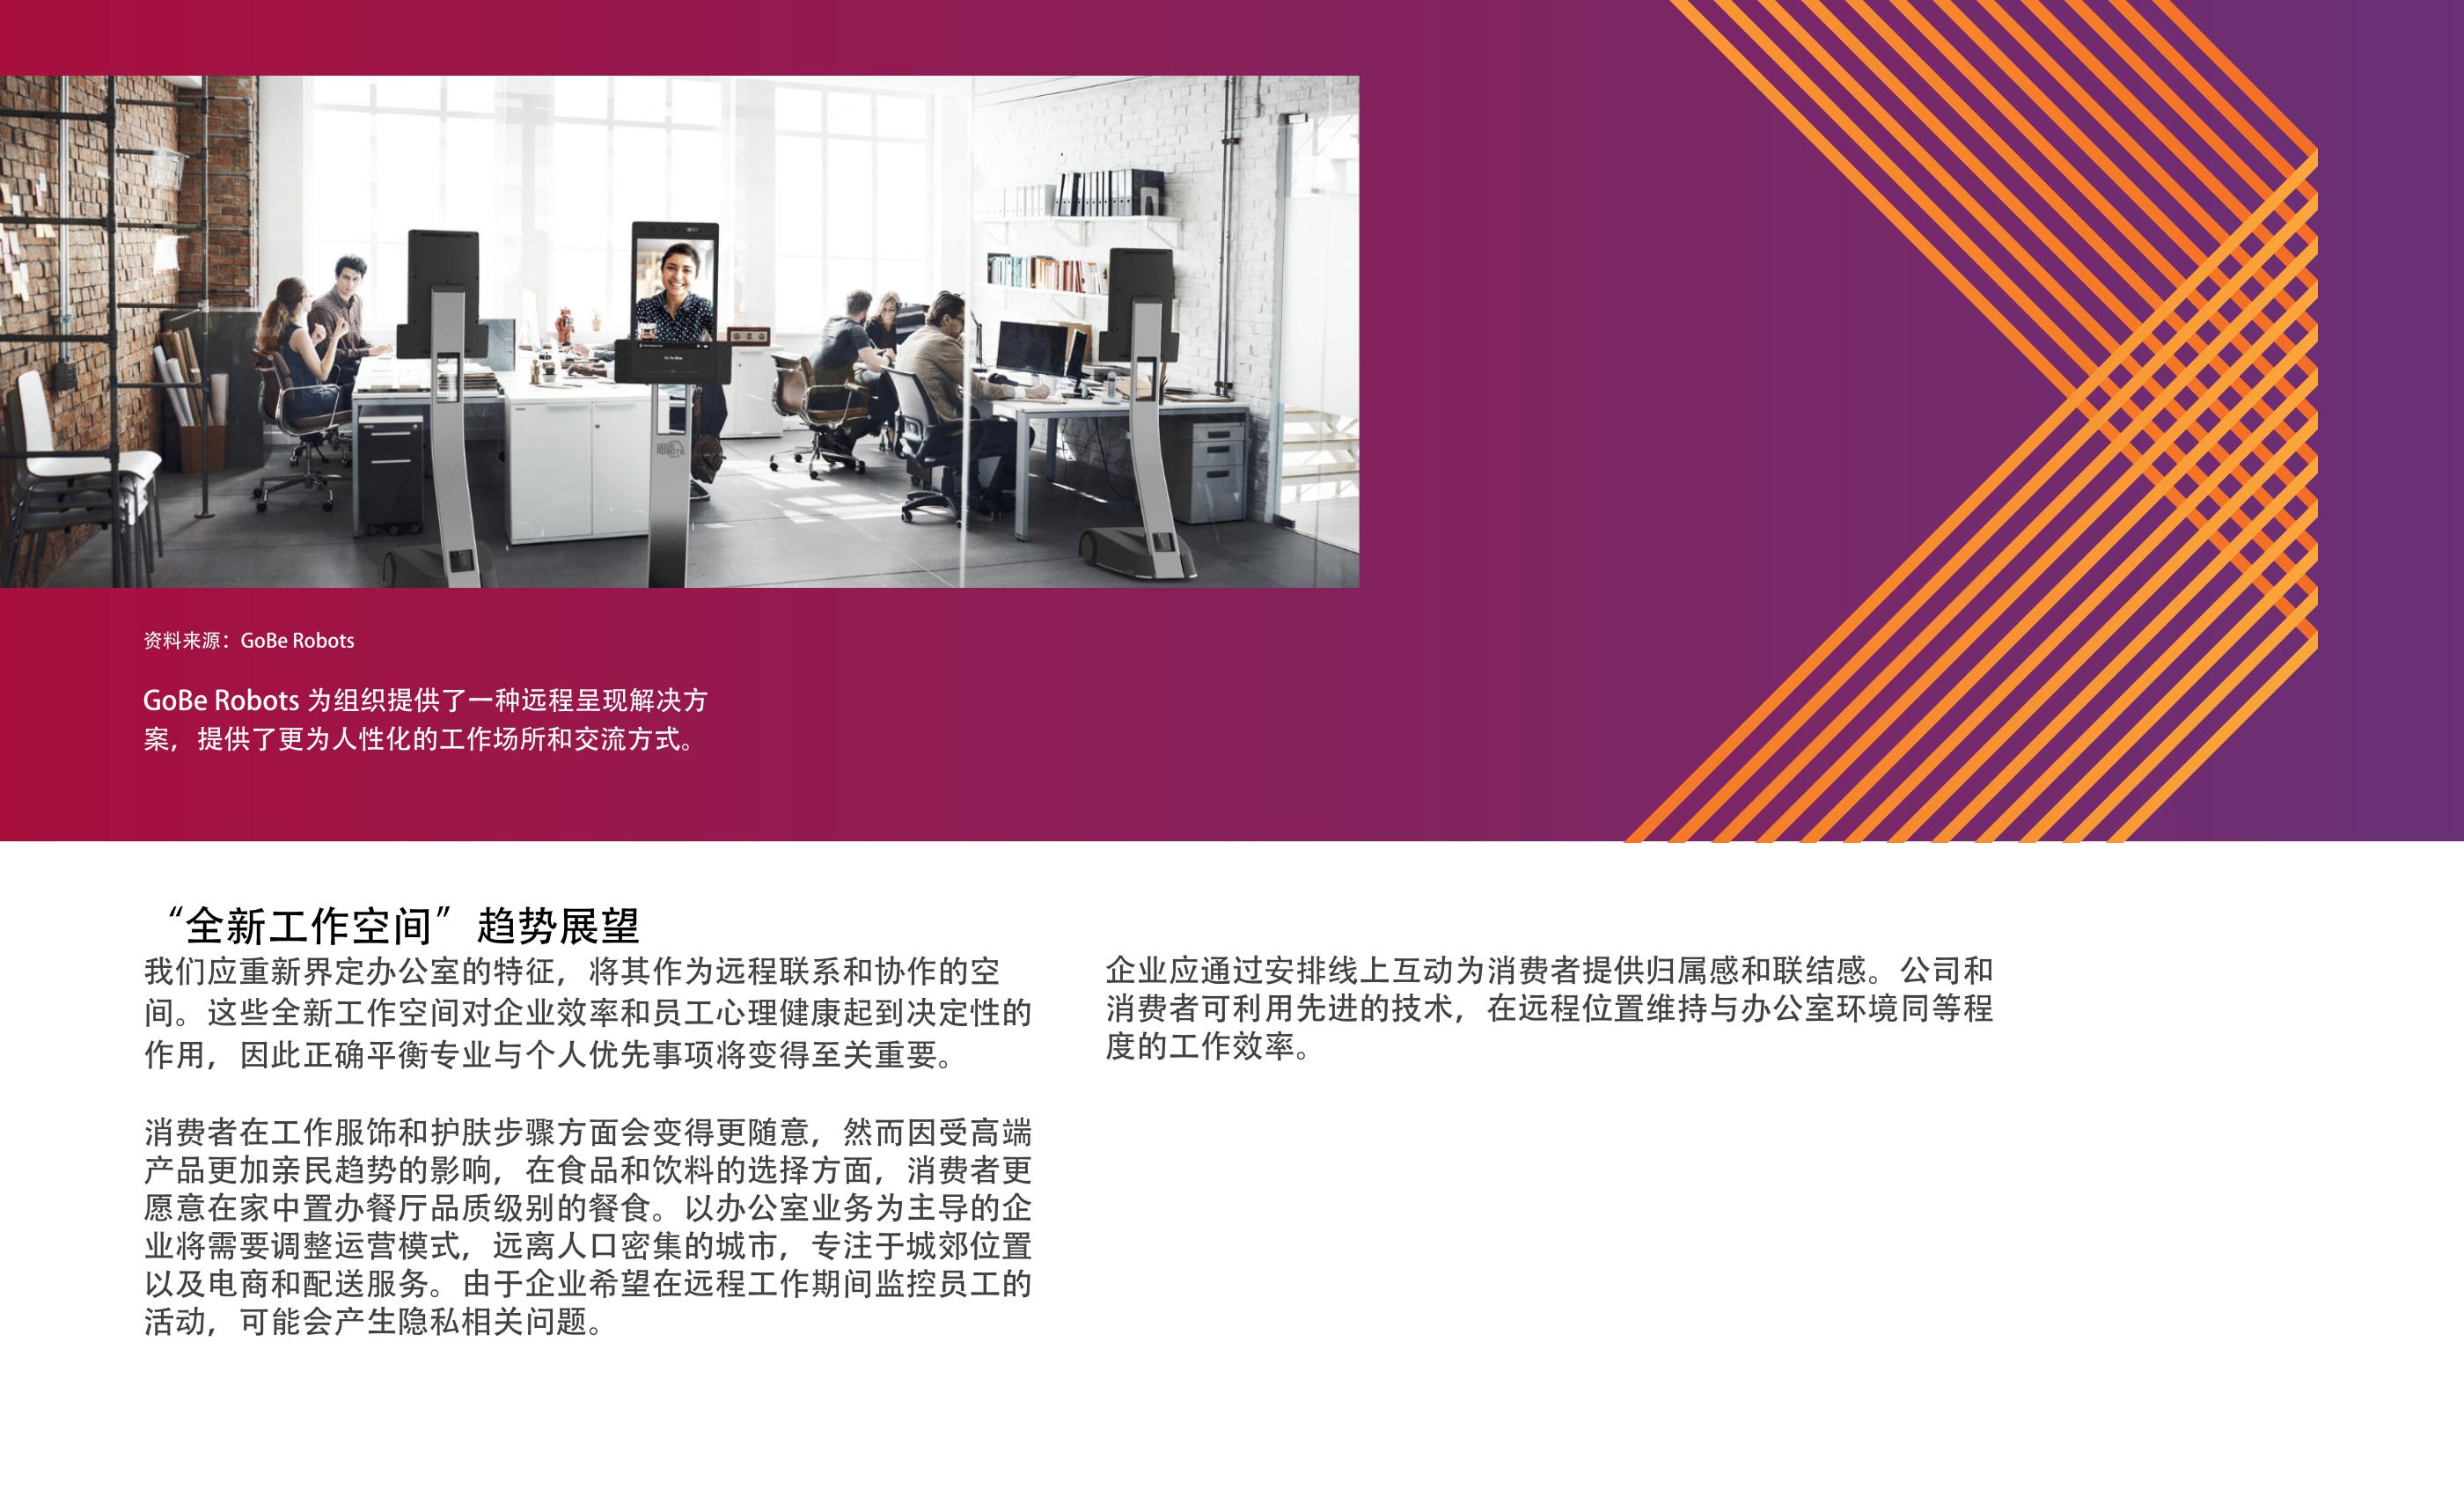 GOBE
ROBOTS
资料来源：GoBe Robots
GoBe Robots 为组织提供了一种远程呈现解决方
案，提供了更为人性化的工作场所和交流方式。
“全新工作空间”趋势展望
我们应重新界定办公室的特征，将其作为远程联系和协作的空
间。这些全新工作空间对企业效率和员工心理健康起到决定性的
作用，因此正确平衡专业与个人优先事项将变得至关重要。
消费者在工作服饰和护肤步骤方面会变得更随意，然而因受高端
产品更加亲民趋势的影响，在食品和饮料的选择方面，消费者更
愿意在家中置办餐厅品质级别的餐食。以办公室业务为主导的企
业将需要调整运营模式，远离人口密集的城市，专注于城郊位置
以及电商和配送服务。由于企业希望在远程工作期间监控员工的
活动，可能会产生隐私相关问题。
企业应通过安排线上互动为消费者提供归属感和联结感。公司和
消费者可利用先进的技术，在远程位置维持与办公室环境同等程
度的工作效率。